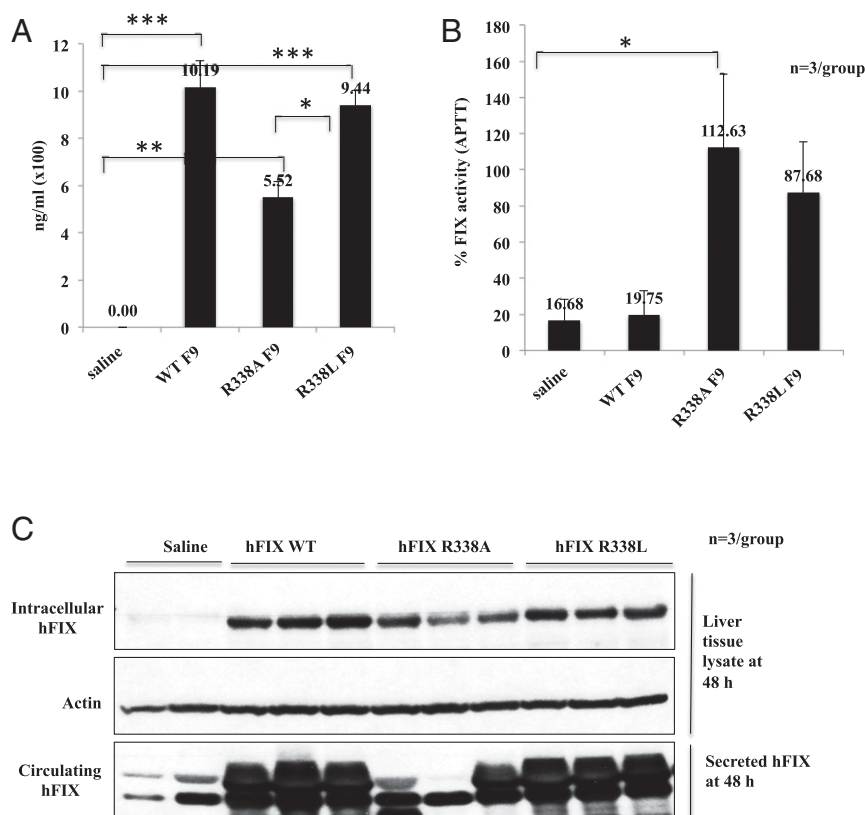 A
ng/ml (x100)
12
10
8
6
4
2
0
***
***
*
**
0.00
10.19
5.52
9.44
saline
WT F9
R338A F9
R338L F9
B
% FIX activity (APTT)
180
160
140
120
100
80
60
40
20
0
*
n=3/group
16.68
19.75
112.63
87.68
saline
WT F9
R338A F9
R338L F9
C
Saline hFIX WT hFIX R338A hFIX R338L n=3/group
Intracellular
hFIX
Actin
Liver
tissue
lysate at
48 h
Circulating
hFIX
Secreted hFIX
at 48 h